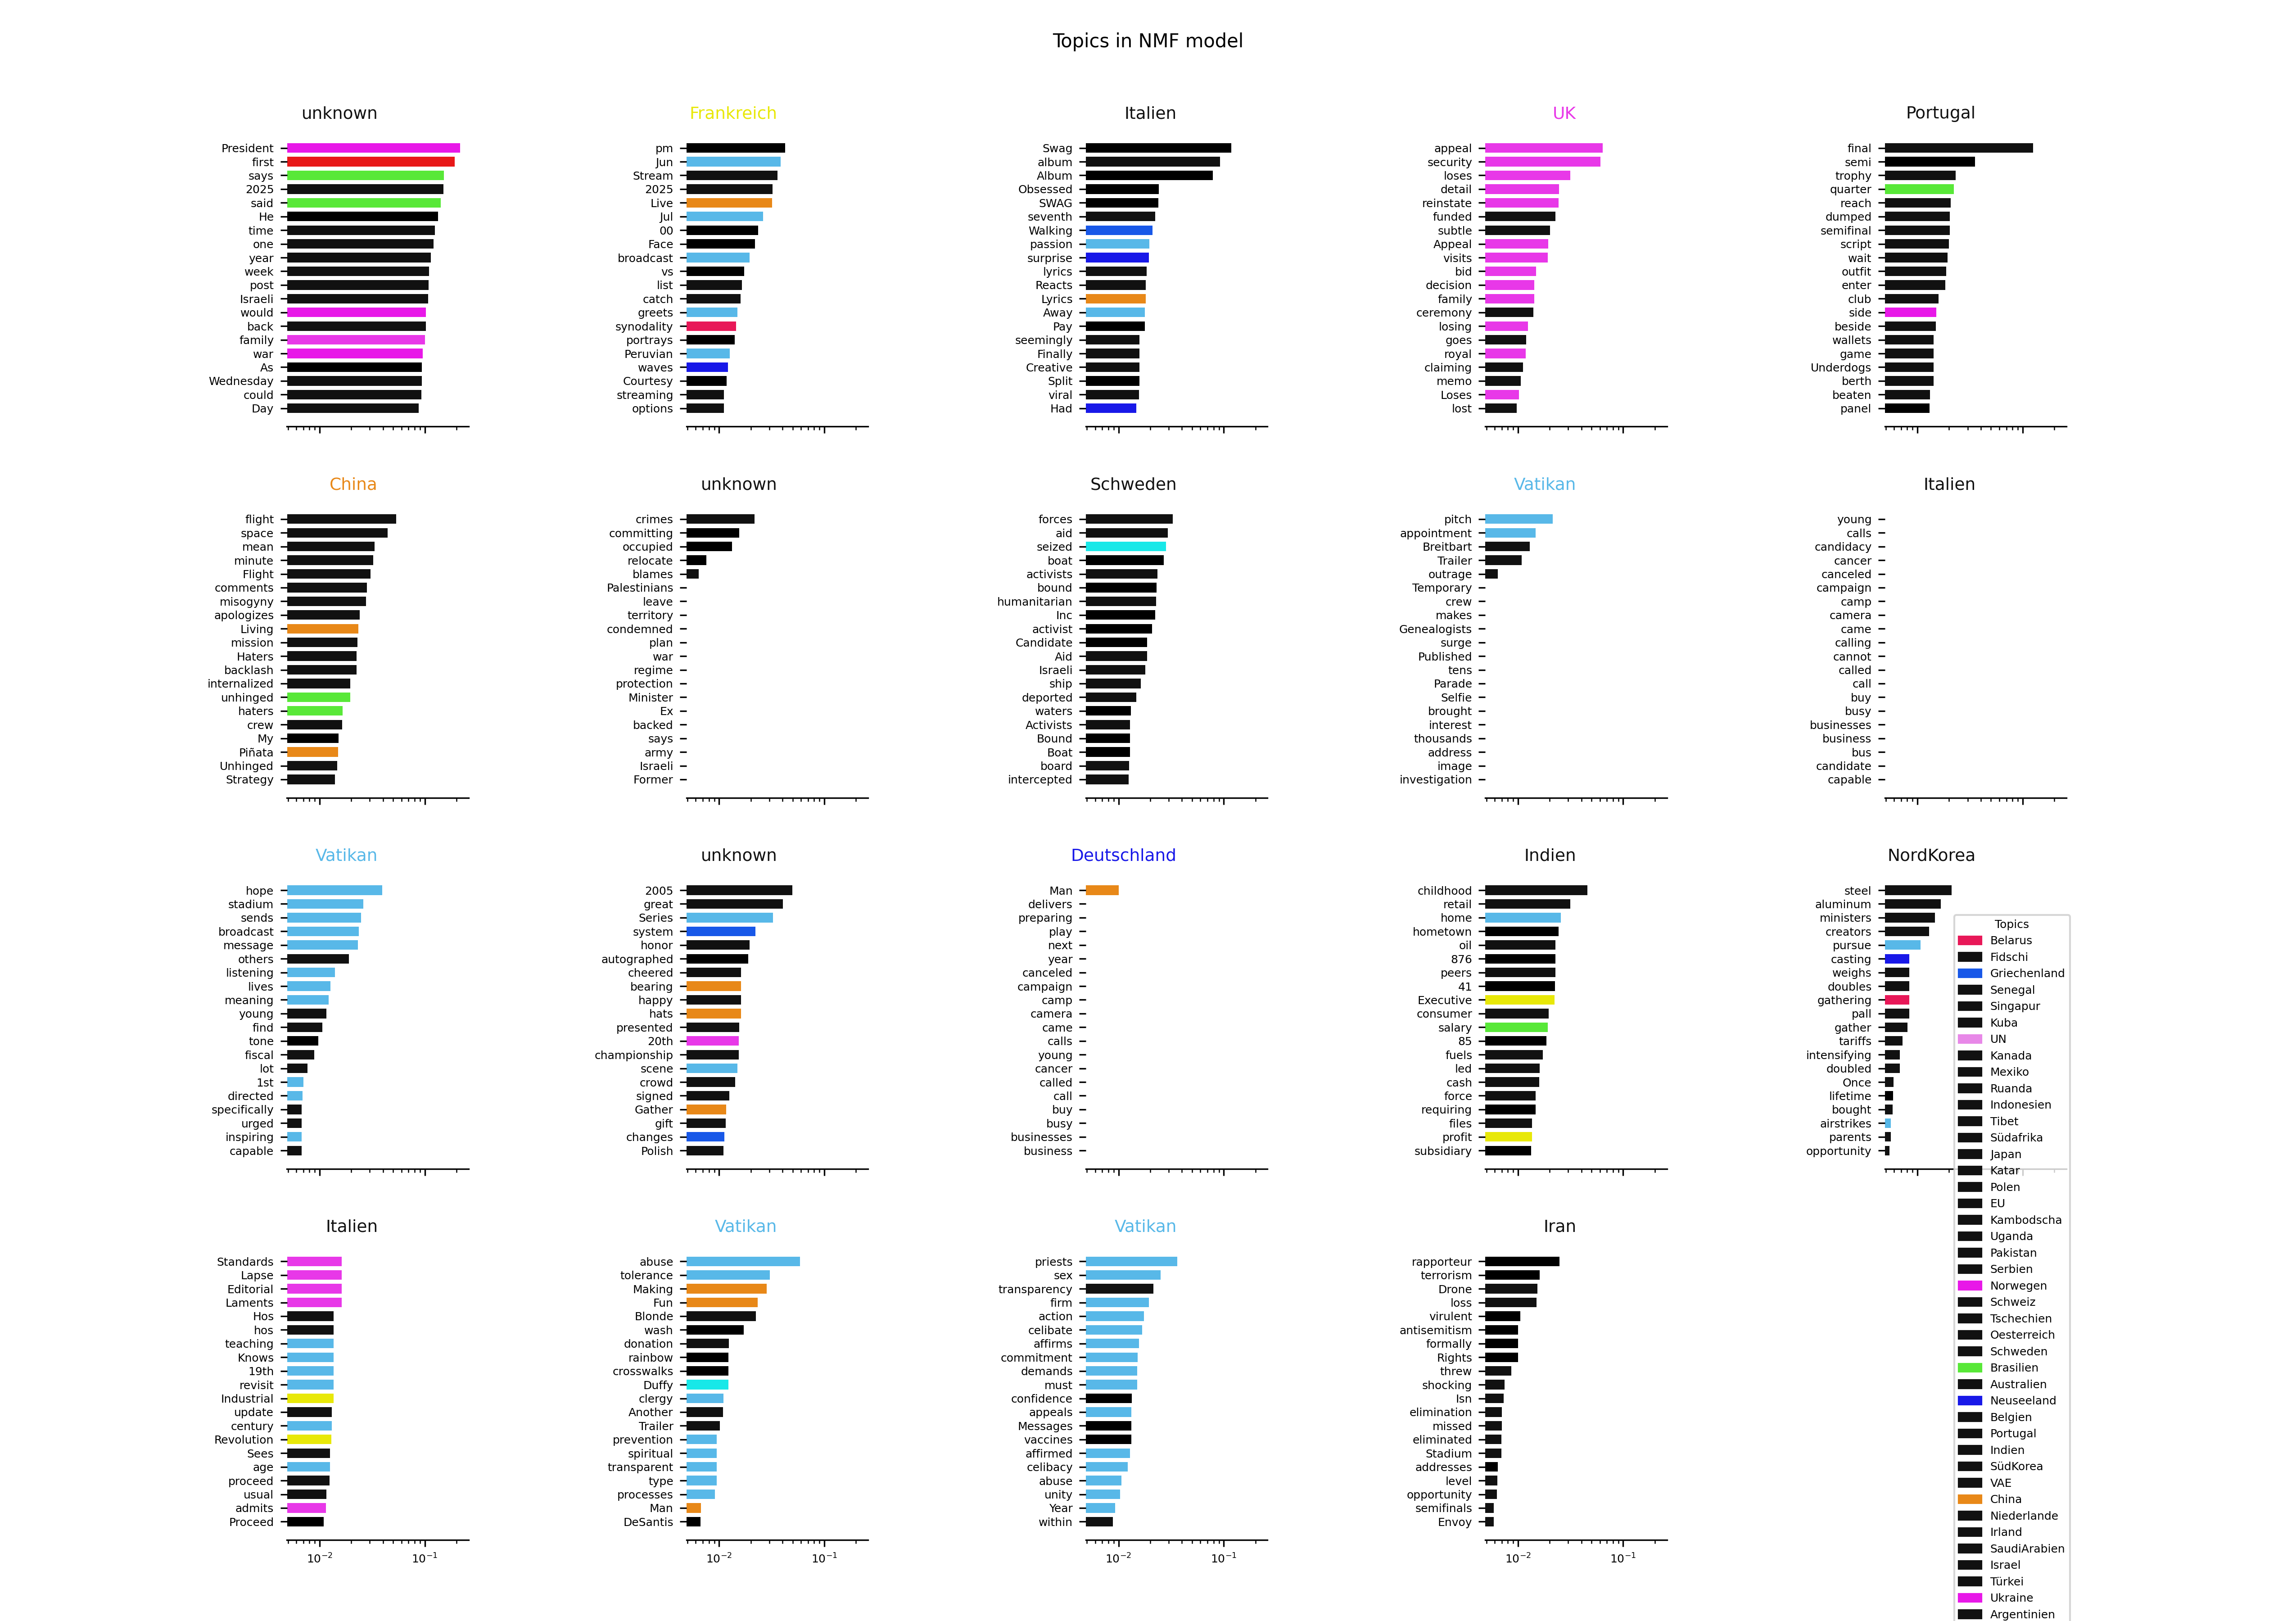 Topics in NMF model
unknown
President
first
says
2025
said
He
time
one
year
week
post
Israeli
would
back
family
war
As
Wednesday
could
Day
Frankreich
pm
Jun
Stream
2025
Live
Jul
00
Face
broadcast
vs
list
catch
greets
synodality
portrays
Peruvian
waves
Courtesy
streaming
options
Italien
Swag
album
Album
Obsessed
SWAG
seventh
Walking
passion
surprise
lyrics
Reacts
Lyrics
Away
Pay
seemingly
Finally
Creative
Split
viral
Had
UK
appeal
security
loses
detail
reinstate
funded
subtle
Appeal
visits
bid
decision
family
ceremony
losing
goes
royal
claiming
memo
Loses
lost
Portugal
final
semi
trophy
quarter
reach
dumped
semifinal
script
wait
outfit
enter
club
side
beside
wallets
game
Underdogs
berth
beaten
panel
China
flight
space
mean
minute
Flight
comments
misogyny
apologizes
Living
mission
Haters
backlash
internalized
unhinged
haters
crew
My
Piñata
Unhinged
Strategy
unknown
crimes
committing
occupied
relocate
blames
Palestinians
leave
territory
condemned
plan
war
regime
protection
Minister
Ex
backed
says
army
Israeli
Former
Schweden
forces
aid
seized
boat
activists
bound
humanitarian
Inc
activist
Candidate
Aid
Israeli
ship
deported
waters
Activists
Bound
Boat
board
intercepted
Vatikan
pitch
appointment
Breitbart
Trailer
outrage
Temporary
crew
makes
Genealogists
surge
Published
tens
Parade
Selfie
brought
interest
thousands
address
image
investigation
Italien
young
calls
candidacy
cancer
canceled
campaign
camp
camera
came
calling
cannot
called
call
buy
busy
businesses
business
bus
candidate
capable
Vatikan
hope
stadium
sends
broadcast
message
others
listening
lives
meaning
young
find
tone
fiscal
lot
1st
directed
specifically
urged
inspiring
capable
unknown
2005
great
Series
system
honor
autographed
cheered
bearing
happy
hats
presented
20th
championship
scene
crowd
signed
Gather
gift
changes
Polish
Deutschland
Man
delivers
preparing
play
next
year
canceled
campaign
camp
camera
came
calls
young
cancer
called
call
buy
busy
businesses
business
Indien
childhood
retail
home
hometown
oil
876
peers
41
Executive
consumer
salary
85
fuels
led
cash
force
requiring
files
profit
subsidiary
NordKorea
steel
aluminum
ministers
creators
pursue
casting
weighs
doubles
gathering
pall
gather
tariffs
intensifying
doubled
Once
lifetime
bought
airstrikes
parents
opportunity
Italien
Standards
Lapse
Editorial
Laments
Hos
hos
teaching
Knows
19th
revisit
Industrial
update
century
Revolution
Sees
age
proceed
usual
admits
Proceed
10⁻² 10⁻¹
Vatikan
abuse
tolerance
Making
Fun
Blonde
wash
donation
rainbow
crosswalks
Duffy
clergy
Another
Trailer
prevention
spiritual
transparent
type
processes
Man
DeSantis
10⁻² 10⁻¹
Vatikan
priests
sex
transparency
firm
action
celibate
affirms
commitment
demands
must
confidence
appeals
Messages
vaccines
affirmed
celibacy
abuse
unity
Year
within
10⁻² 10⁻¹
Iran
rapporteur
terrorism
Drone
loss
virulent
antisemitism
formally
Rights
threw
shocking
Isn
elimination
missed
eliminated
Stadium
addresses
level
opportunity
semifinals
Envoy
10⁻² 10⁻¹
Topics
Belarus
Fidschi
Griechenland
Senegal
Singapur
Kuba
UN
Kanada
Mexiko
Ruanda
Indonesien
Tibet
Südafrika
Japan
Katar
Polen
EU
Kambodscha
Uganda
Pakistan
Serbien
Norwegen
Schweiz
Tschechien
Oesterreich
Schweden
Brasilien
Australien
Neuseeland
Belgien
Portugal
Indien
SüdKorea
VAE
China
Niederlande
Irland
SaudiArabien
Israel
Türkei
Ukraine
Argentinien